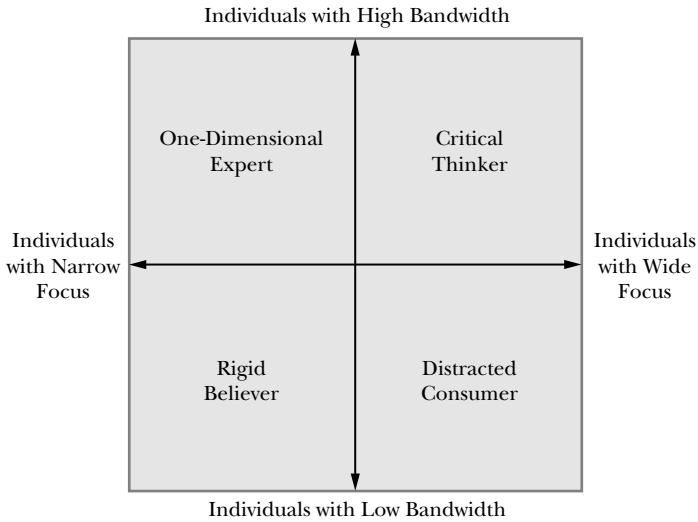 Individuals with High Bandwidth
One-Dimensional
Expert
Critical
Thinker
Individuals
with Narrow
Focus
Individuals
with Wide
Focus
Rigid
Believer
Distracted
Consumer
Individuals with Low Bandwidth